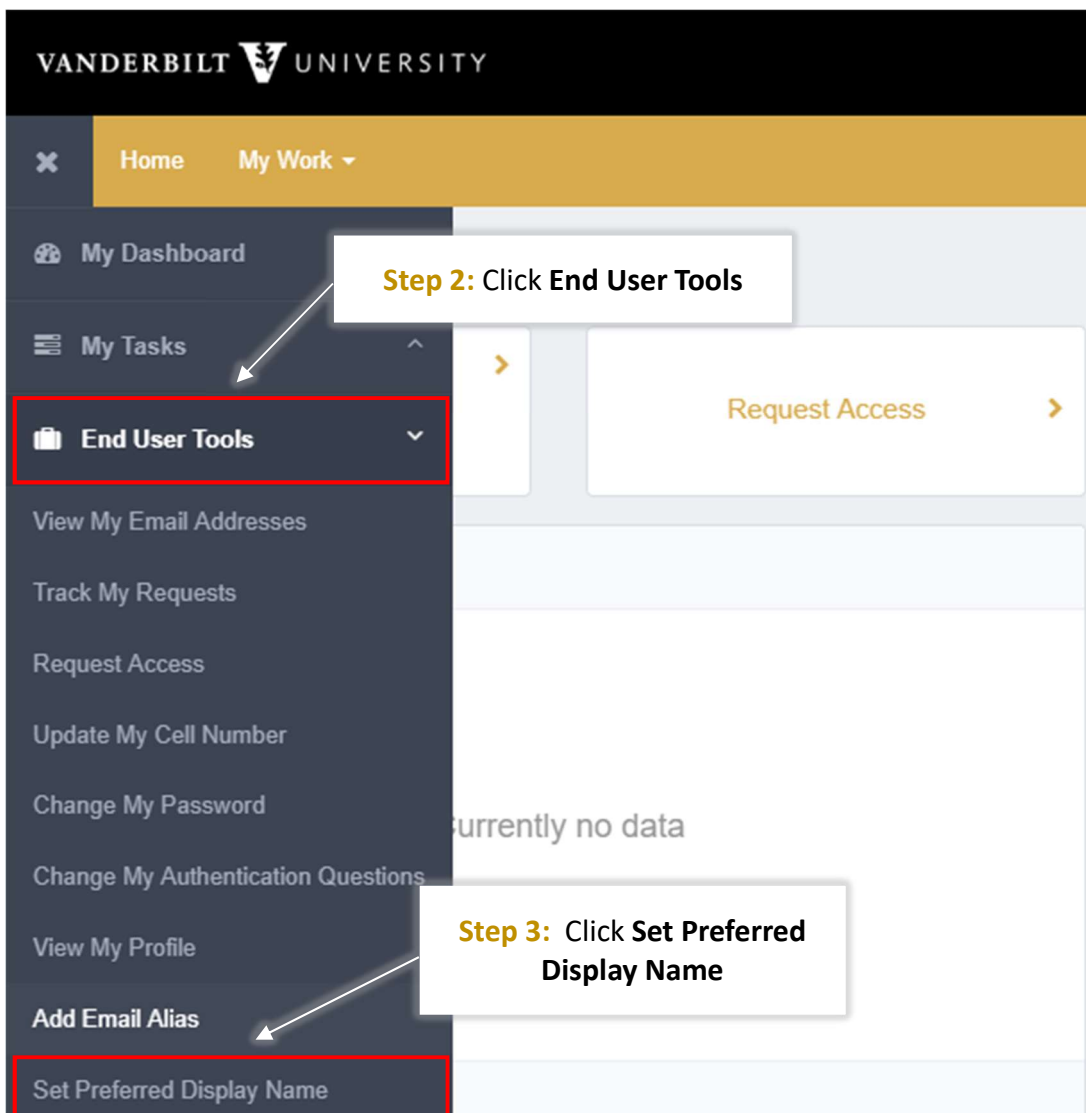 VANDERBILT UNIVERSITY
Home My Work
My Dashboard
Step 2: Click End User Tools
My Tasks
Request Access
End User Tools
View My Email Addresses
Track My Requests
Request Access
Update My Cell Number
Change My Password
urrently no data
Change My Authentication Questions
Step 3: Click Set Preferred
Display Name
View My Profile
Add Email Alias
Set Preferred Display Name